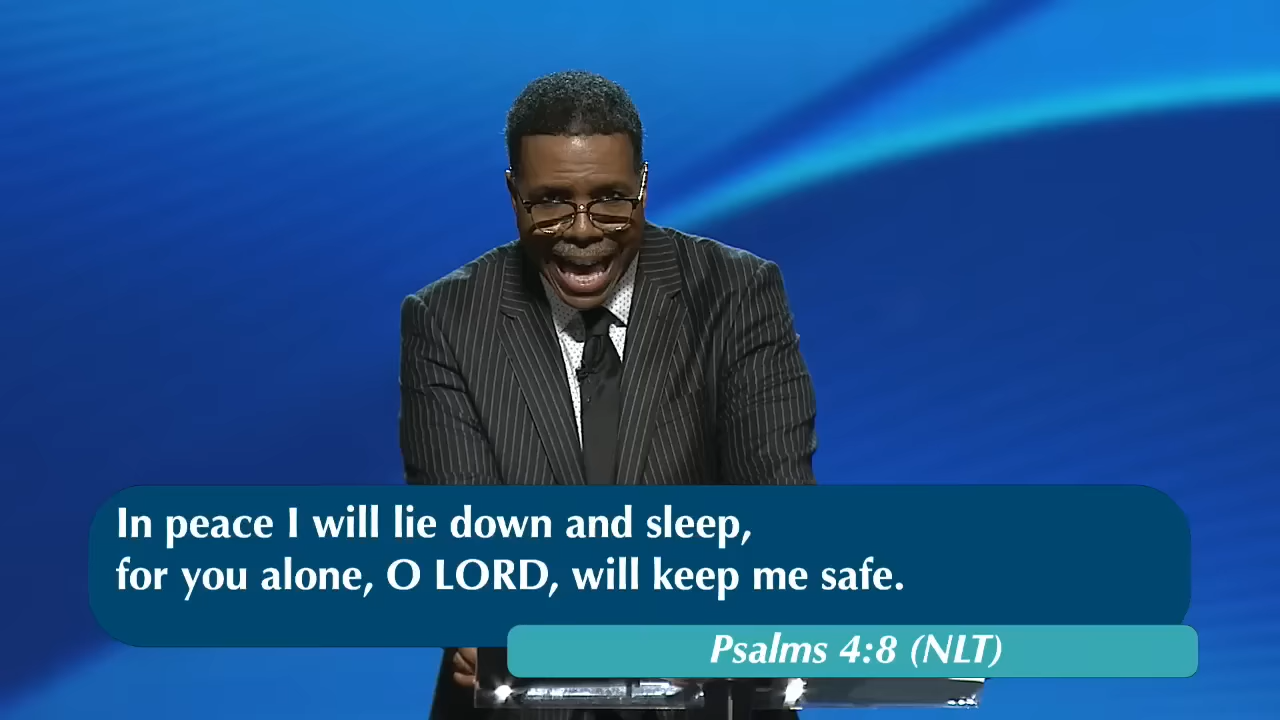 In peace I will lie down and sleep,
for you alone, O LORD, will keep me safe.
Psalms 4:8 (NLT)